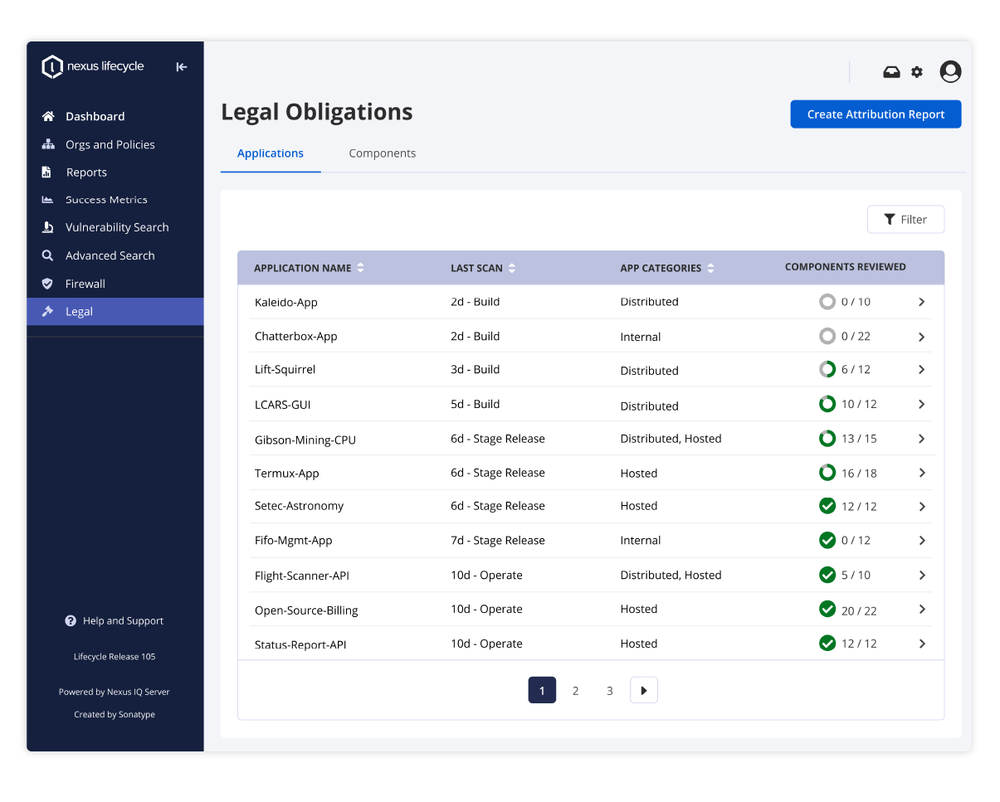 nexus lifecycle
Dashboard
Orgs and Policies
Reports
Success Metrics
Vulnerability Search
Advanced Search
Firewall
Legal
Help and Support
Lifecycle Release 105
Powered by Nexus IQ Server
Created by Sonatype
Legal Obligations
Create Attribution Report
Applications Components
Filter
APPLICATION NAME LAST SCAN APP CATEGORIES COMPONENTS REVIEWED
Kaleido-App 2d - Build Distributed 0 / 10
Chatterbox-App 2d - Build Internal 0 / 22
Lift-Squirrel 3d - Build Distributed 6 / 12
LCARS-GUI 5d - Build Distributed 10 / 12
Gibson-Mining-CPU 6d - Stage Release Distributed, Hosted 13 / 15
Termux-App 6d - Stage Release Hosted 16 / 18
Setec-Astronomy 6d - Stage Release Hosted 12 / 12
Fifo-Mgmt-App 7d - Stage Release Internal 0 / 12
Flight-Scanner-API 10d - Operate Distributed, Hosted 5 / 10
Open-Source-Billing 10d - Operate Hosted 20 / 22
Status-Report-API 10d - Operate Hosted 12 / 12
1 2 3